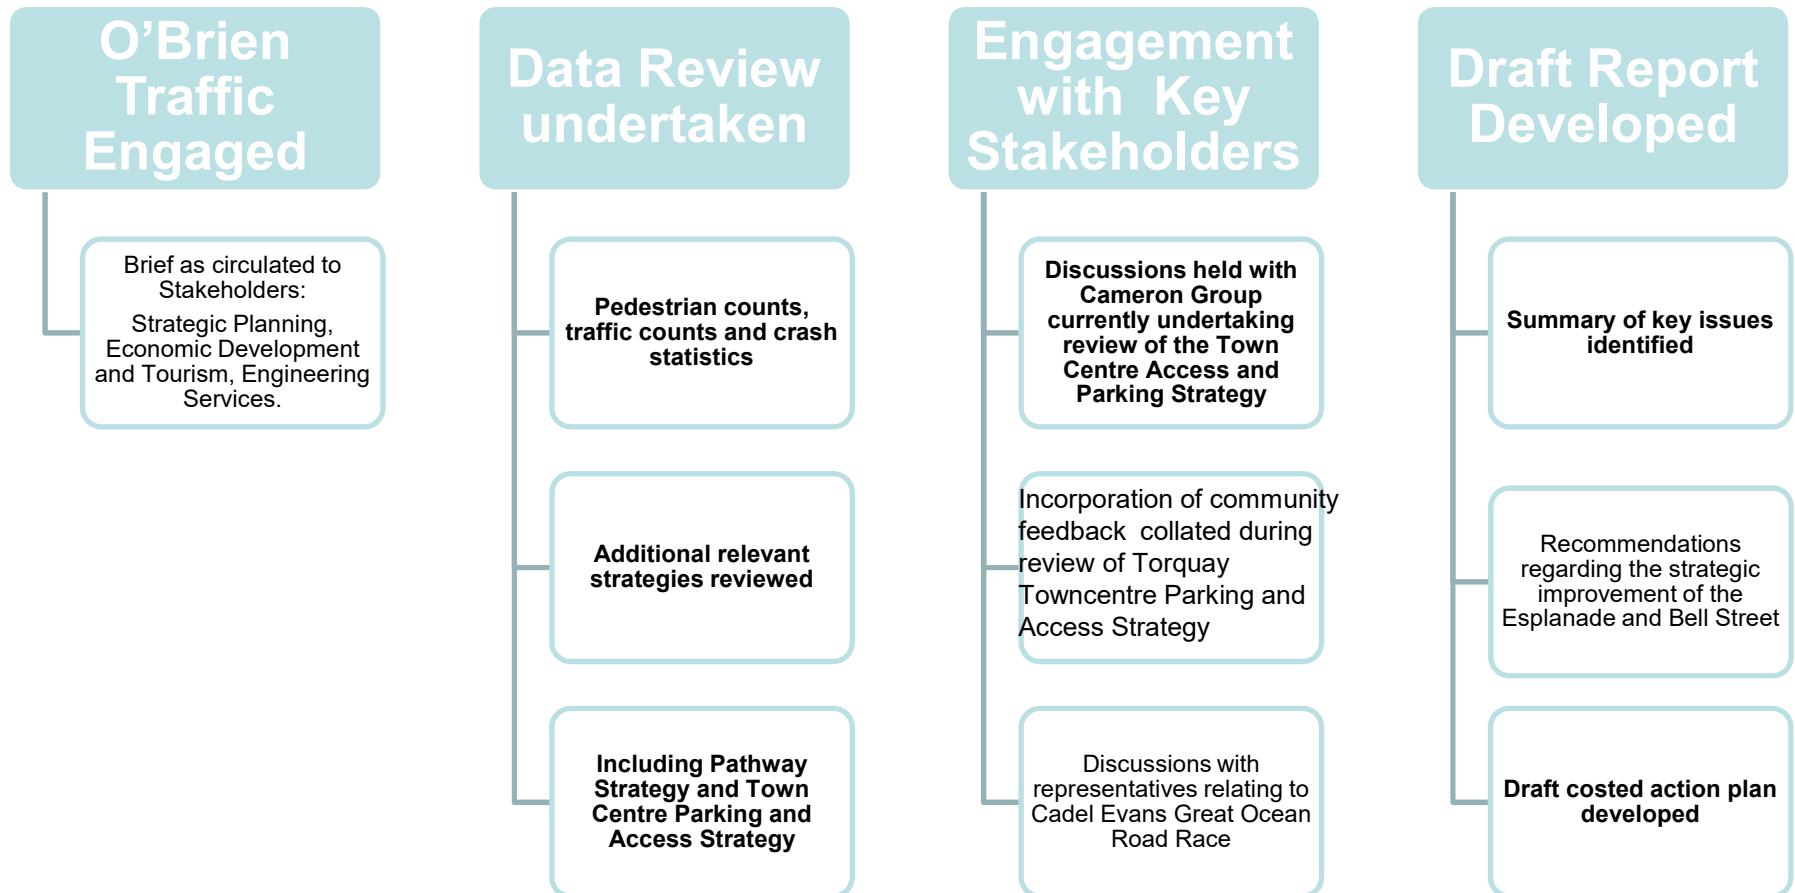 O’Brien
Traffic
Engaged
Brief as circulated to
Stakeholders:
Strategic Planning,
Economic Development
and Tourism, Engineering
Services.
Data Review
undertaken
Pedestrian counts,
traffic counts and crash
statistics
Additional relevant
strategies reviewed
Including Pathway
Strategy and Town
Centre Parking and
Access Strategy
Engagement
with Key
Stakeholders
Discussions held with
Cameron Group
currently undertaking
review of the Town
Centre Access and
Parking Strategy
Incorporation of community
feedback collated during
review of Torquay
Towncentre Parking and
Access Strategy
Discussions with
representatives relating to
Cadel Evans Great Ocean
Road Race
Draft Report
Developed
Summary of key issues
identified
Recommendations
regarding the strategic
improvement of the
Esplanade and Bell Street
Draft costed action plan
developed